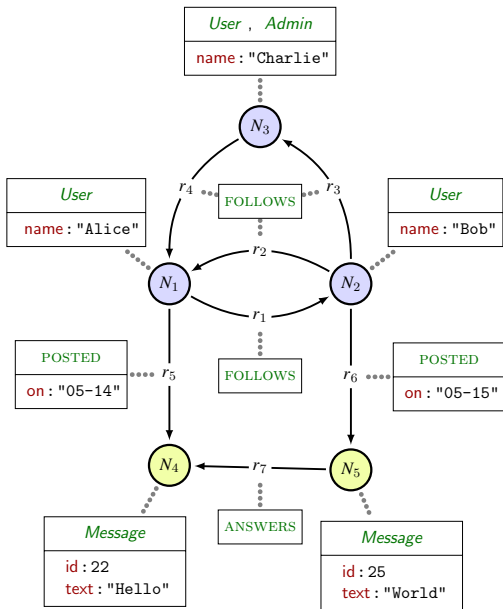 User , Admin
name : "Charlie"
N3
r4
r3
FOLLOWS
User
name : "Alice"
User
name : "Bob"
r2
N1
N2
r1
POSTED
on : "05-14"
r5
FOLLOWS
r6
POSTED
on : "05-15"
N4
r7
N5
ANSWERS
Message
id : 22
text : "Hello"
Message
id : 25
text : "World"